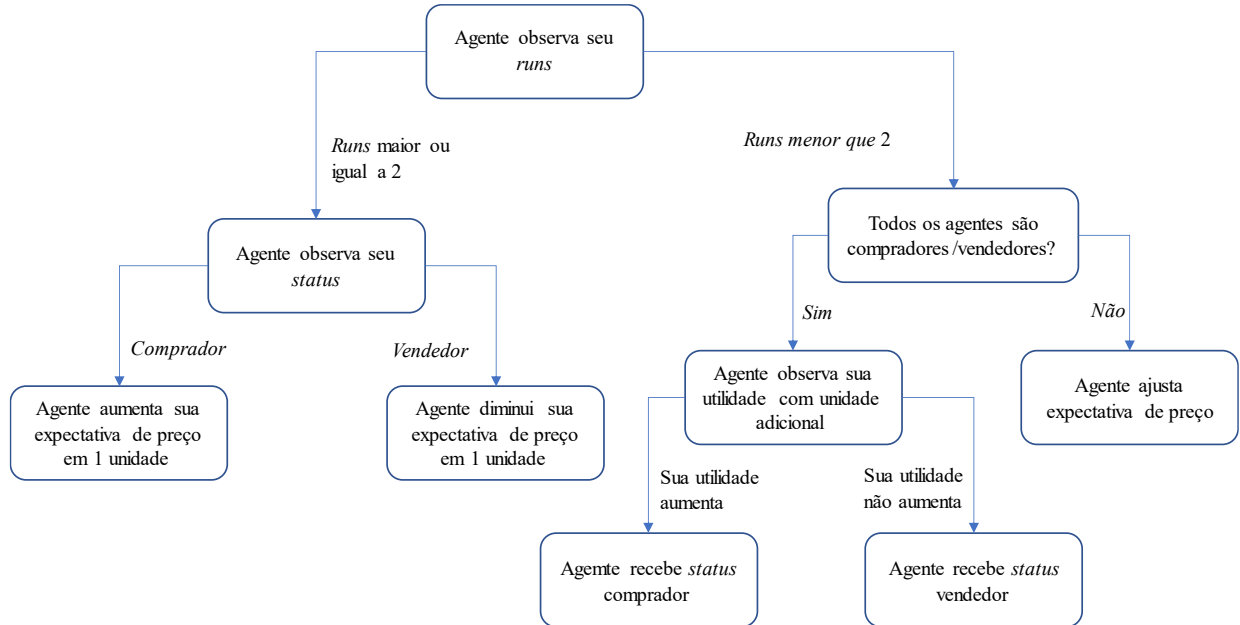 Agente observa seu
runs
Runs maior ou
igual a 2
Runs menor que 2
Agente observa seu
status
Todos os agentes são
compradores/vendedores?
Comprador
Vendedor
Sim
Não
Agente aumenta sua
expectativa de preço
em 1 unidade
Agente diminui sua
expectativa de preço
em 1 unidade
Agente observa sua
utilidade com unidade
adicional
Agente ajusta
expectativa de preço
Sua utilidade
aumenta
Sua utilidade
não aumenta
Agemte recebe status
comprador
Agente recebe status
vendedor